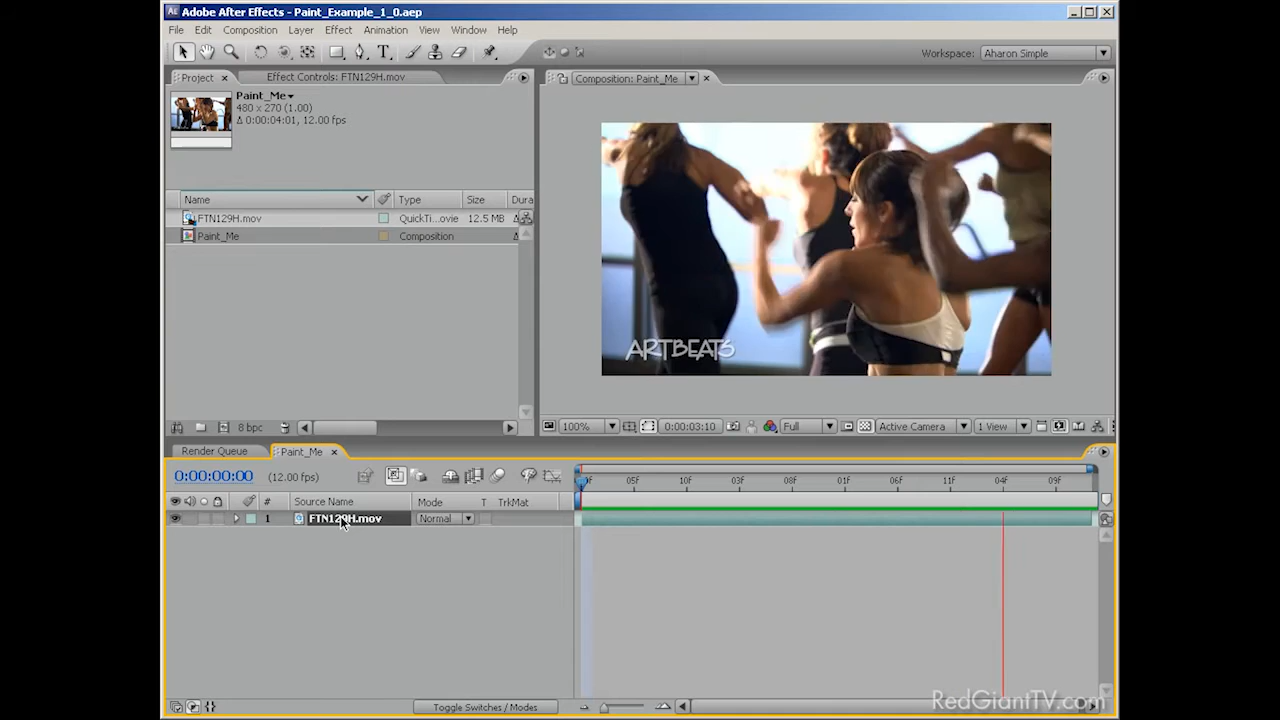 Adobe After Effects - Paint_Example_1_0.aep
File Edit Composition Layer Effect Animation View Window Help
Workspace: Aharon Simple
Project Effect Controls: FTN129H.mov
Composition: Paint_Me
Paint_Me
480 x 270 (1.00)
Δ 0:00:04:01, 12.00 fps
Name Type Size Dura
FTN129H.mov QuickTi...ovie 12.5 MB
Paint_Me Composition
ARTBEATS
8 bpc
100% 0:00:03:10 Full Active Camera 1 View
Render Queue Paint_Me
0:00:00:00 (12.00 fps)
05f 10f 03f 08f 01f 06f 11f 04f 09f
# Source Name Mode T TrkMat
1 FTN129H.mov Normal
Toggle Switches / Modes
RedGiantTV.com